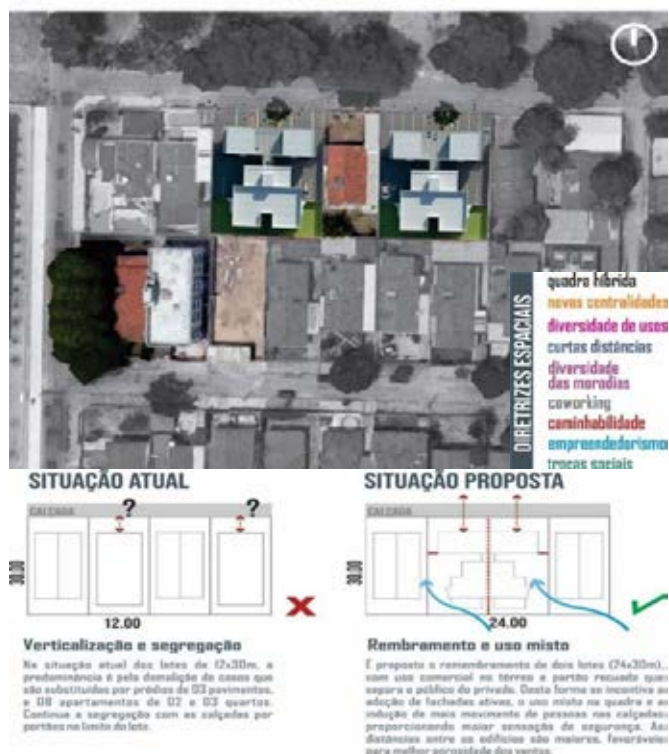 DIRETRIZES ESPACIAIS
quadra híbrida
novas centralidades
diversidade de usos
curtas distâncias
diversidade
das moradias
coworking
caminhabilidade
empreendedorismo
trocas sociais
SITUAÇÃO ATUAL
CALÇADA
? ?
30.00
12.00
Verticalização e segregação
Na situação atual dos lotes de 12x30m, a
predominância é pela demolição de casas que
são substituídas por prédios de 03 pavimentos,
e 08 apartamentos de 02 e 03 quartos.
Continua a segregação com as calçadas por
portões no limite do lote.
SITUAÇÃO PROPOSTA
CALÇADA
30.00
24.00
Rembramento e uso misto
É proposto o remembramento de dois lotes (24x30m),
com uso comercial no térreo e portão recuado que
separa o público do privado. Desta forma se incentiva a
adoção de fachadas ativas, o uso misto na quadra e a
indução de mais movimento de pessoas nas calçadas,
proporcionando maior sensação de segurança. As
distâncias entre os edifícios são maiores, favoráveis
para melhor porosidade dos ventos.